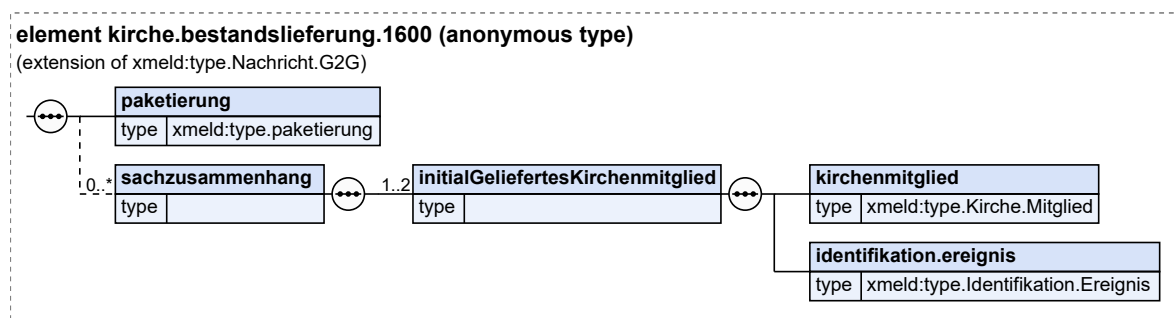 element kirche.bestandslieferung.1600 (anonymous type)
(extension of xmeld:type.Nachricht.G2G)
paketierung
type xmeld:type.paketierung
0..* sachzusammenhang
type
1..2 initialGeliefertesKirchenmitglied
type
kirchenmitglied
type xmeld:type.Kirche.Mitglied
identifikation.ereignis
type xmeld:type.Identifikation.Ereignis